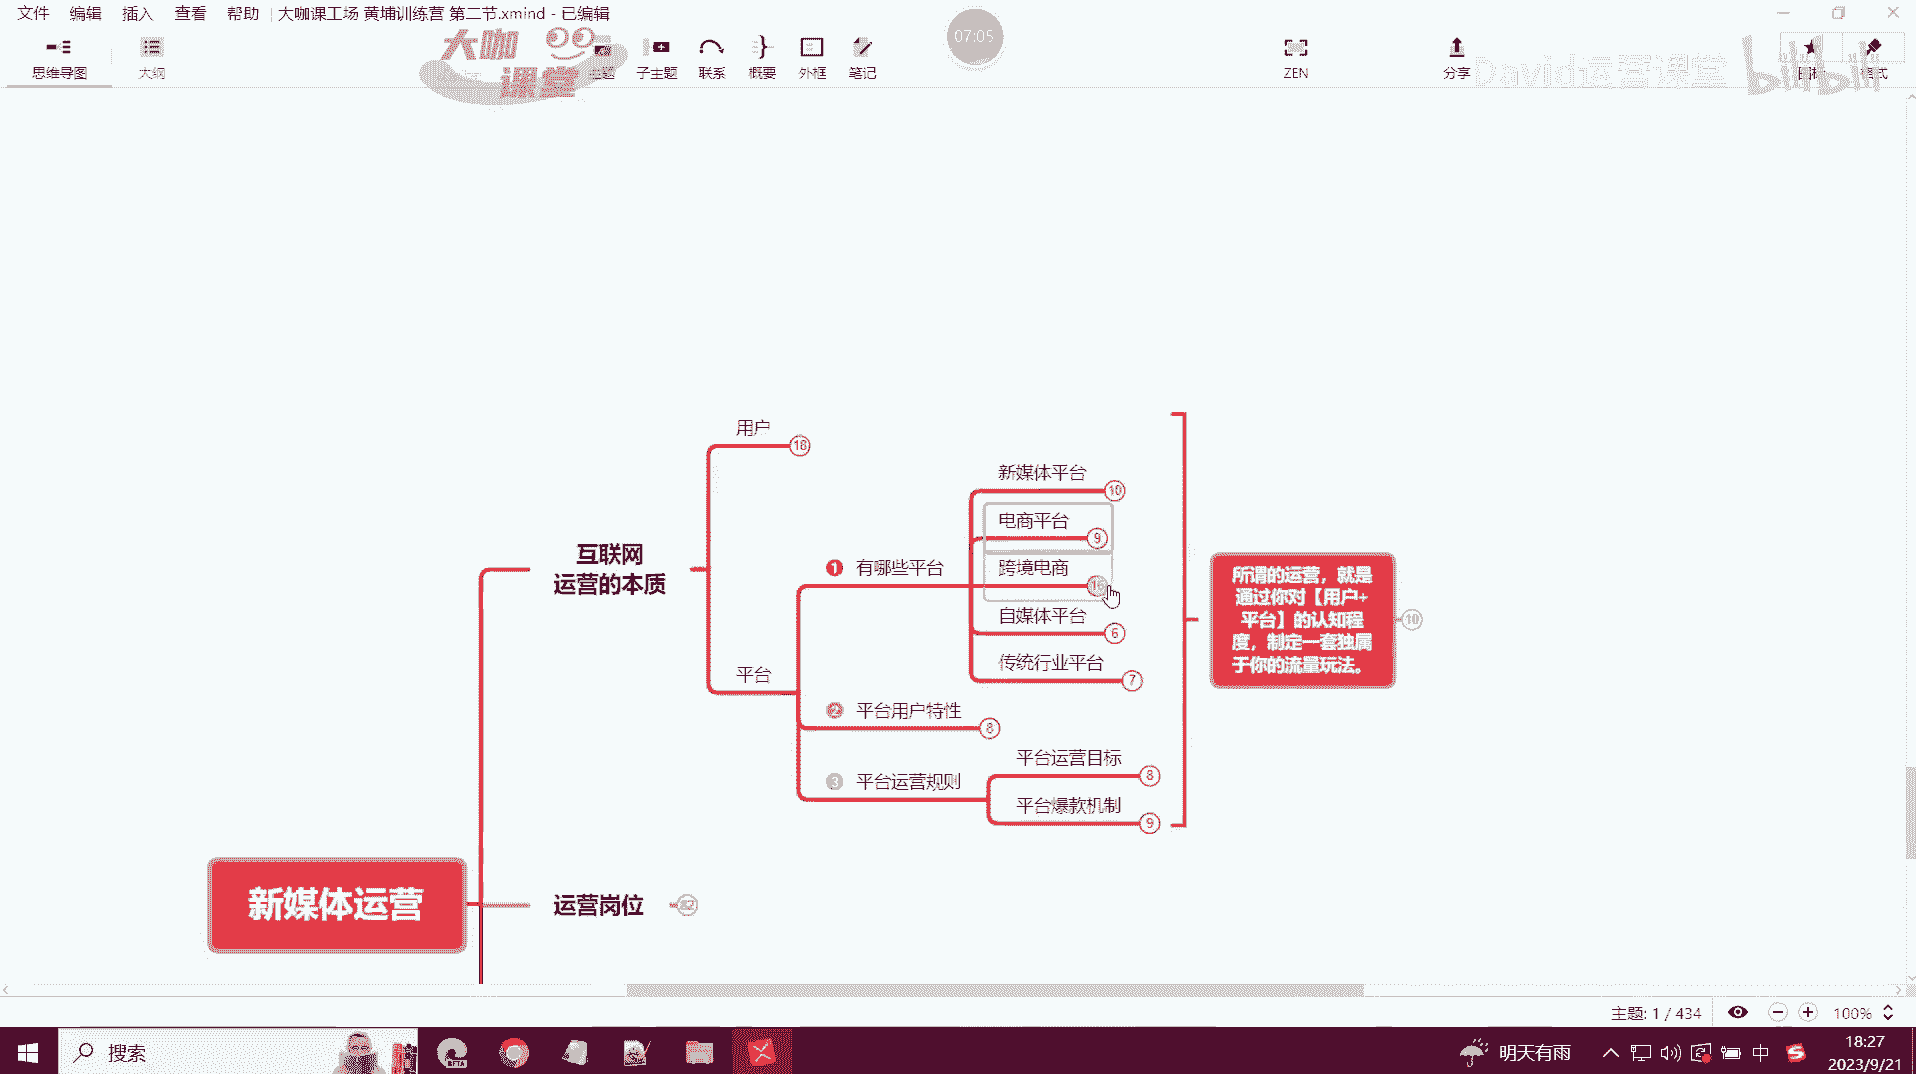 文件 编辑 插入 查看 帮助 大咖课工场 黄埔训练营 第二节.xmind - 已编辑
思维导图
大纲
大咖
课堂
主题
子主题
联系
概要
外框
笔记
07:05
ZEN
分享
David运营课堂
bilibili
用户
18
新媒体平台
10
电商平台
9
互联网
运营的本质
1 有哪些平台
跨境电商
16
自媒体平台
6
传统行业平台
7
平台
2 平台用户特性
8
3 平台运营规则
平台运营目标
8
平台爆款机制
9
所谓的运营，就是
通过你对【用户+
平台】的认知程
度，制定一套独属
于你的流量玩法。
10
新媒体运营
运营岗位
82
主题: 1 / 434
100%
搜索
BETA
明天有雨
中
18:27
2023/9/21